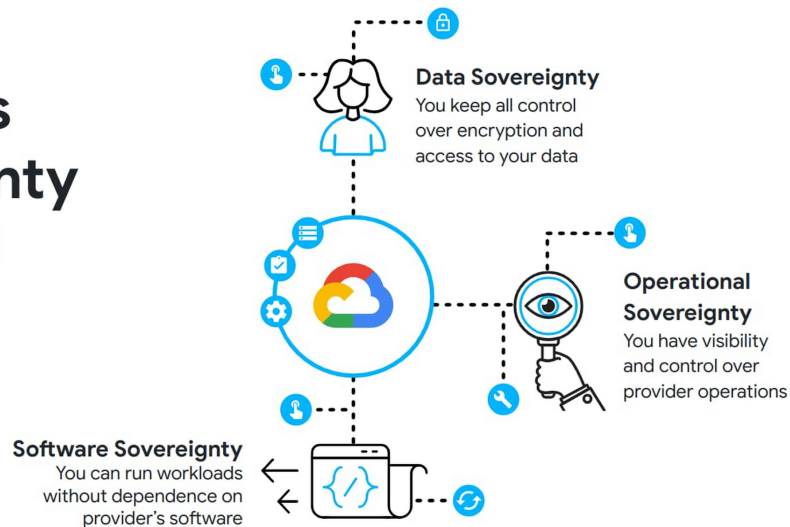 Data Sovereignty
You keep all control
over encryption and
access to your data
Operational
Sovereignty
You have visibility
and control over
provider operations
Software Sovereignty
You can run workloads
without dependence on
provider's software